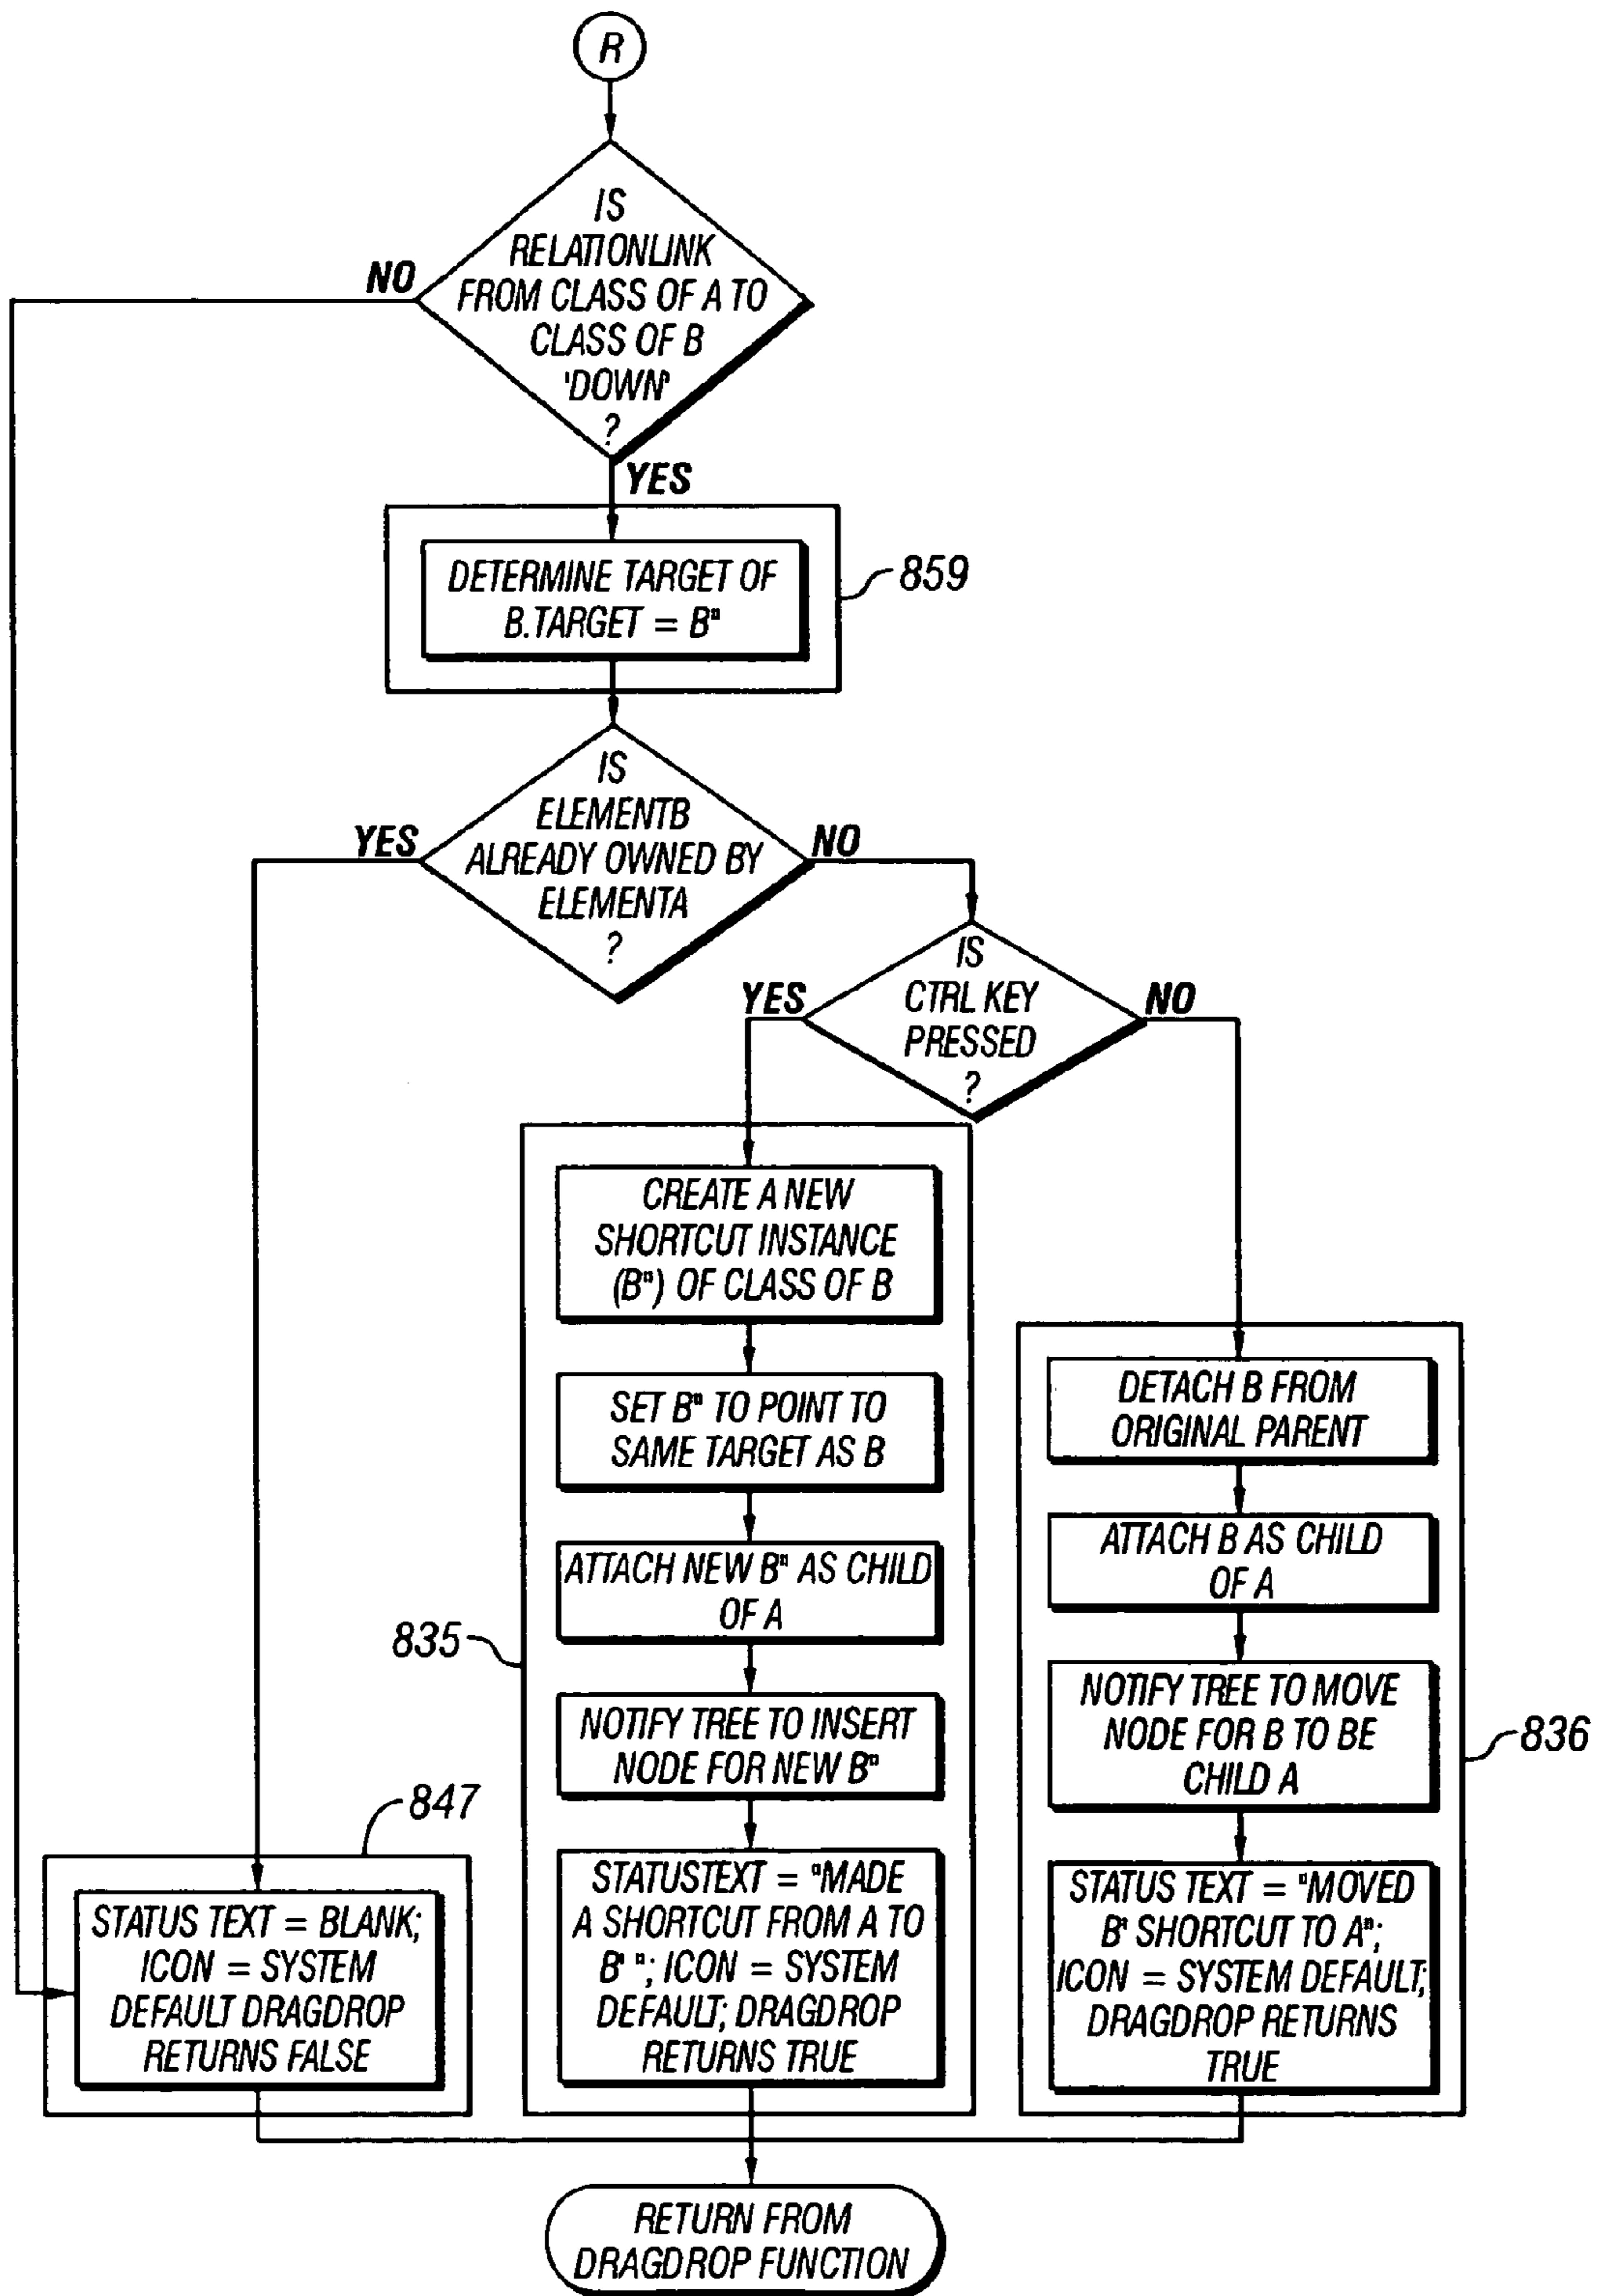 R
IS
RELATIONLINK
FROM CLASS OF A TO
CLASS OF B
'DOWN'
?
NO
YES
DETERMINE TARGET OF
B.TARGET = B"
859
IS
ELEMENTB
ALREADY OWNED BY
ELEMENTA
?
YES
NO
IS
CTRL KEY
PRESSED
?
YES
NO
CREATE A NEW
SHORTCUT INSTANCE
(B") OF CLASS OF B
SET B" TO POINT TO
SAME TARGET AS B
ATTACH NEW B" AS CHILD
OF A
NOTIFY TREE TO INSERT
NODE FOR NEW B"
STATUSTEXT = "MADE
A SHORTCUT FROM A TO
B' "; ICON = SYSTEM
DEFAULT; DRAGDROP
RETURNS TRUE
835
DETACH B FROM
ORIGINAL PARENT
ATTACH B AS CHILD
OF A
NOTIFY TREE TO MOVE
NODE FOR B TO BE
CHILD A
STATUS TEXT = "MOVED
B' SHORTCUT TO A";
ICON = SYSTEM DEFAULT;
DRAGDROP RETURNS
TRUE
836
847
STATUS TEXT = BLANK;
ICON = SYSTEM
DEFAULT DRAGDROP
RETURNS FALSE
RETURN FROM
DRAGDROP FUNCTION